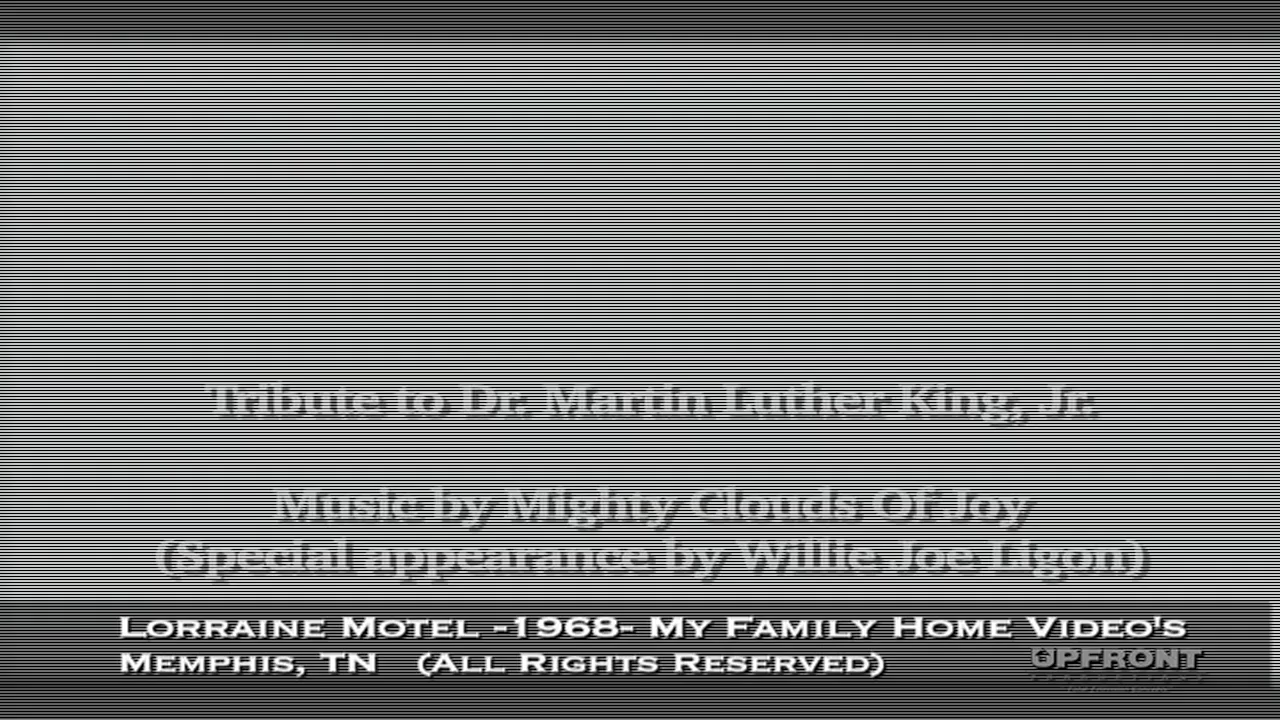 Tribute to Dr. Martin Luther King, Jr.
Music by Mighty Clouds Of Joy
(Special appearance by Willie Joe Ligon)
LORRAINE MOTEL -1968- MY FAMILY HOME VIDEO'S
MEMPHIS, TN (ALL RIGHTS RESERVED)
UPFRONT
PRODUCTIONS